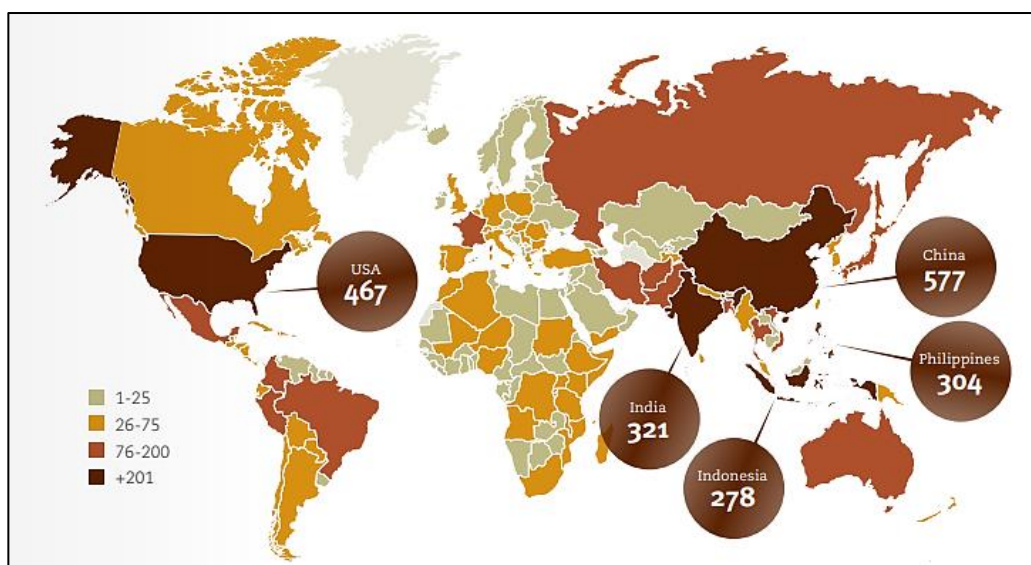 USA
467
China
577
Philippines
304
India
321
Indonesia
278
1-25
26-75
76-200
+201